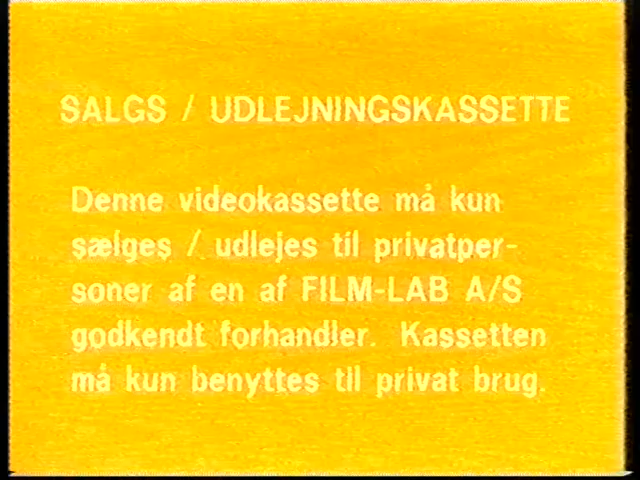 SALGS / UDLEJNINGSKASSETTE
Denne videokassette må kun
sælges / udlejes til privatper-
soner af en af FILM-LAB A/S
godkendt forhandler. Kassetten
må kun benyttes til privat brug.